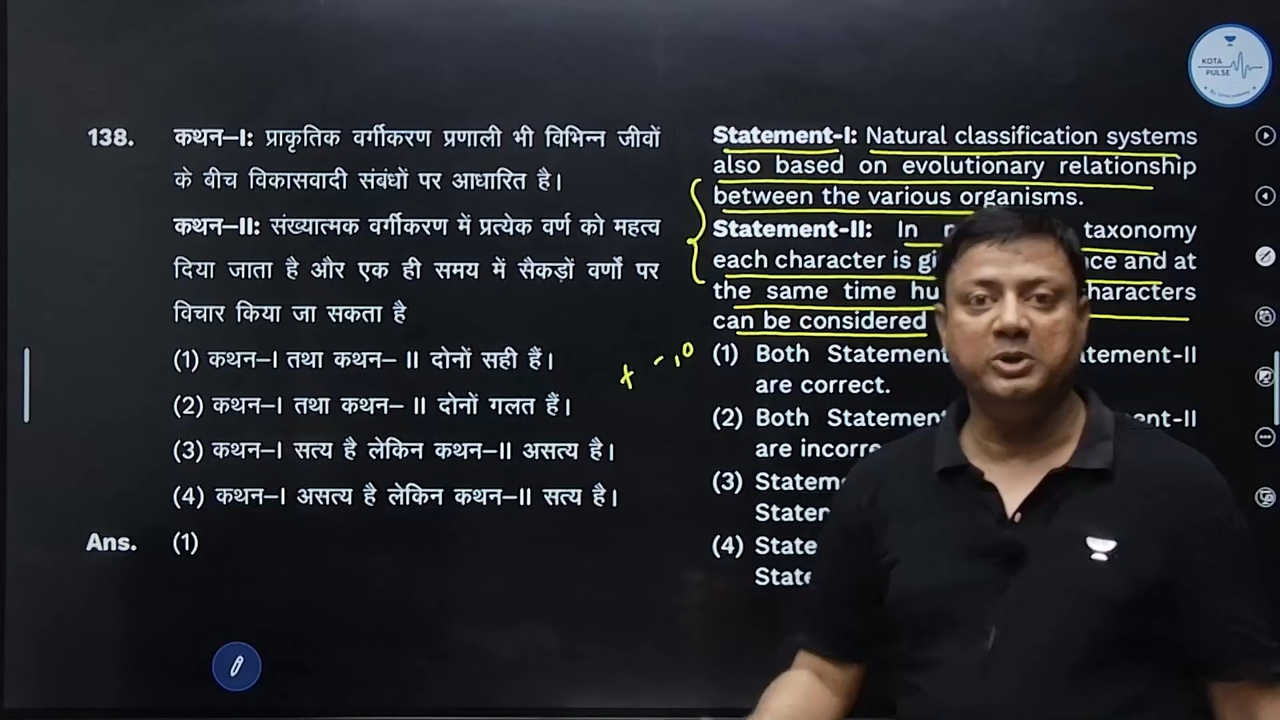 KOTA
PULSE
138. कथन–I: प्राकृतिक वर्गीकरण प्रणाली भी विभिन्न जीवों
के बीच विकासवादी संबंधों पर आधारित है।
कथन–II: संख्यात्मक वर्गीकरण में प्रत्येक वर्ण को महत्व
दिया जाता है और एक ही समय में सैकड़ों वर्णों पर
विचार किया जा सकता है
(1) कथन–I तथा कथन– II दोनों सही हैं।
(2) कथन–I तथा कथन– II दोनों गलत हैं।
(3) कथन–I सत्य है लेकिन कथन–II असत्य है।
(4) कथन–I असत्य है लेकिन कथन–II सत्य है।
Ans. (1)
Statement-I: Natural classification systems
also based on evolutionary relationship
between the various organisms.
Statement-II: In taxonomy
each character is and at
the same time
can be considered
(1) Both
are correct.
(2) Both
are
(3)
(4)
+ - , 0